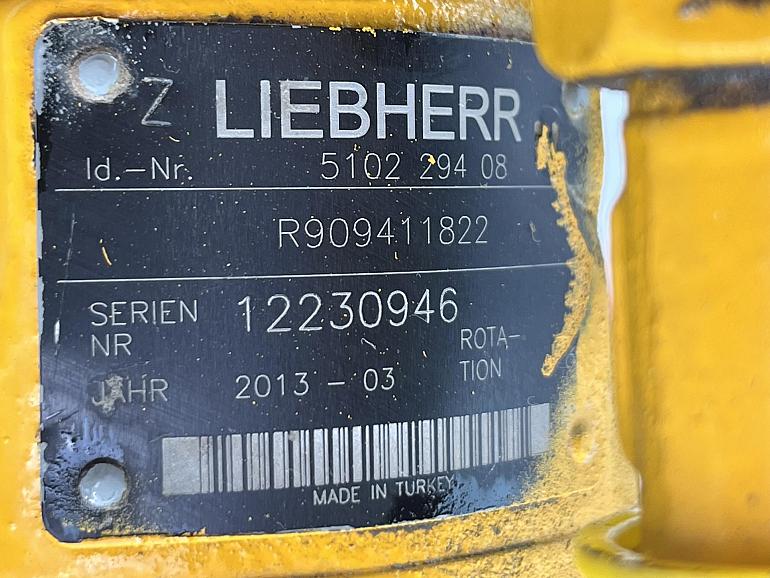 Z LIEBHERR
Id.-Nr. 5102 294 08
R909411822
SERIEN NR 12230946
ROTA-
TION
JAHR 2013 - 03
MADE IN TURKEY